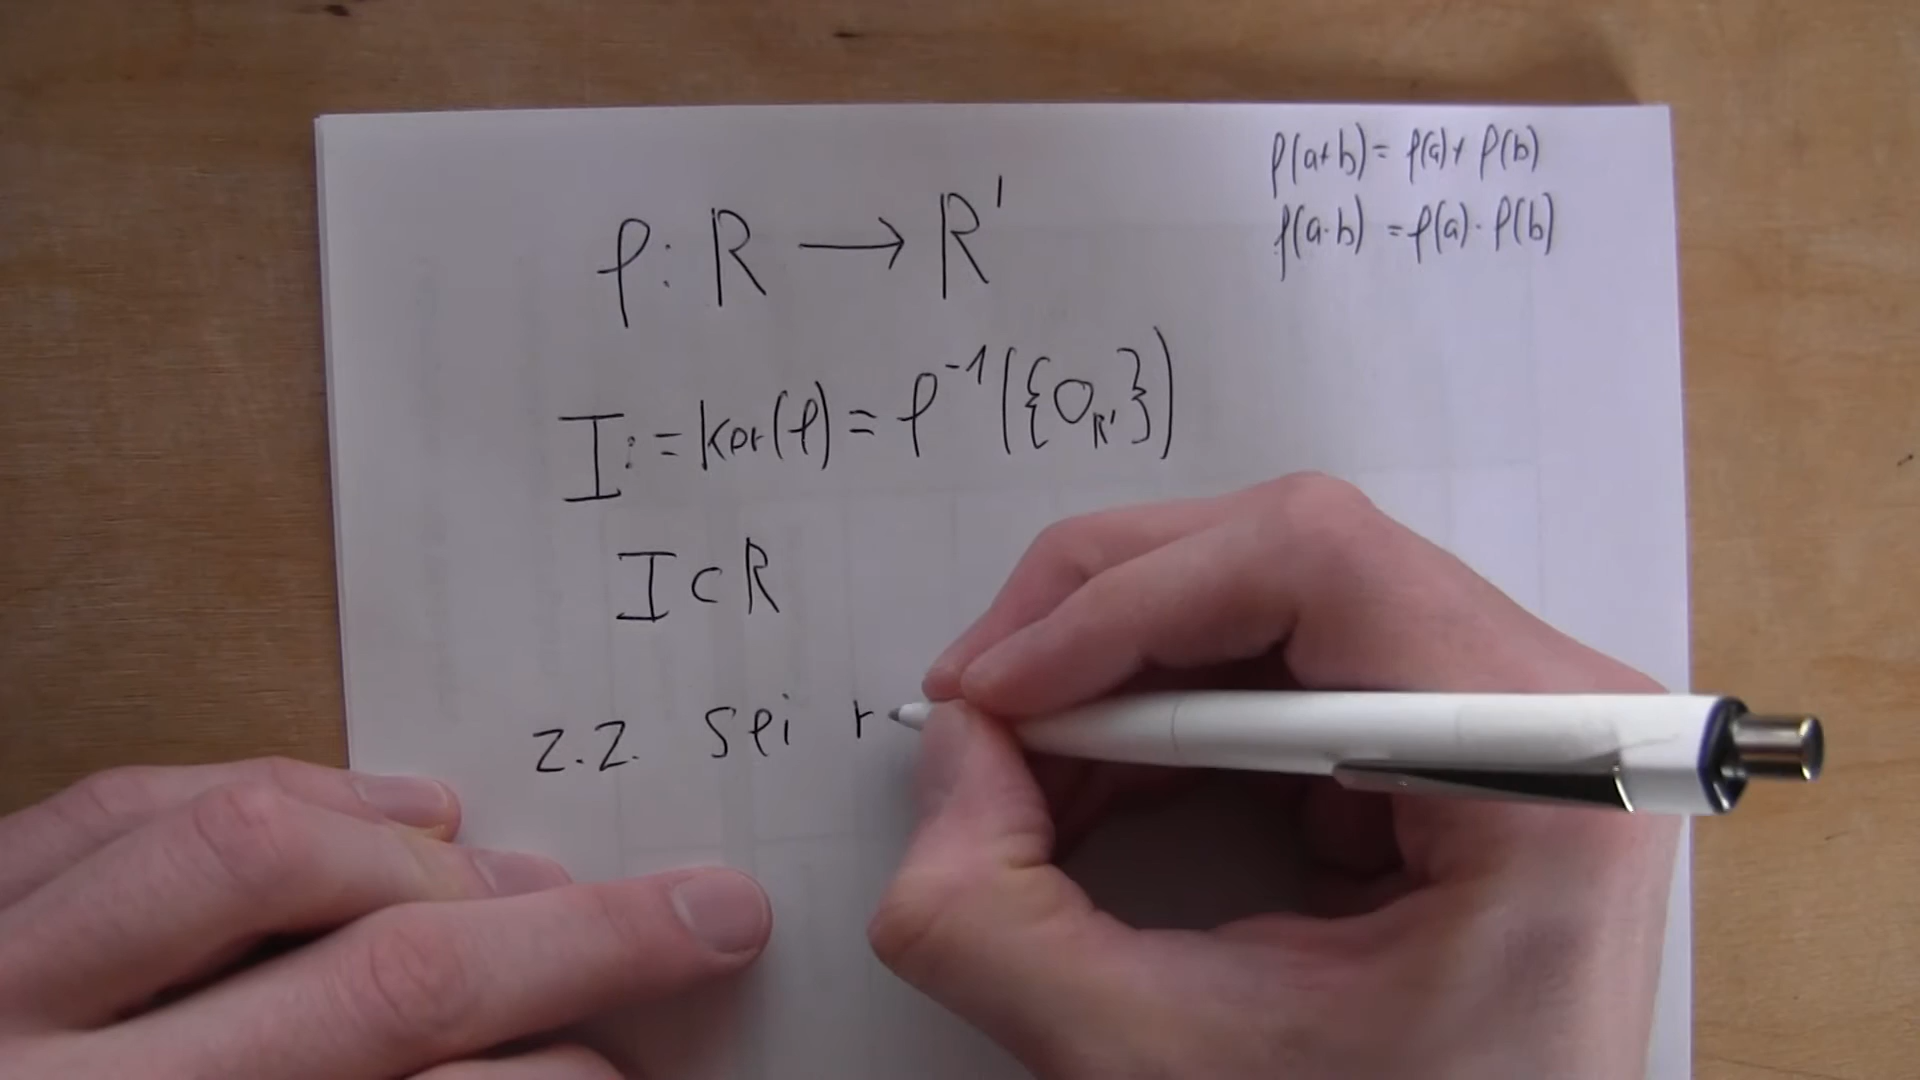 φ(a+b) = φ(a) + φ(b)
φ(a·b) = φ(a) · φ(b)
φ: R → R'
I := ker(φ) = φ⁻¹({0_R'})
I ⊂ R
z.z. Sei r